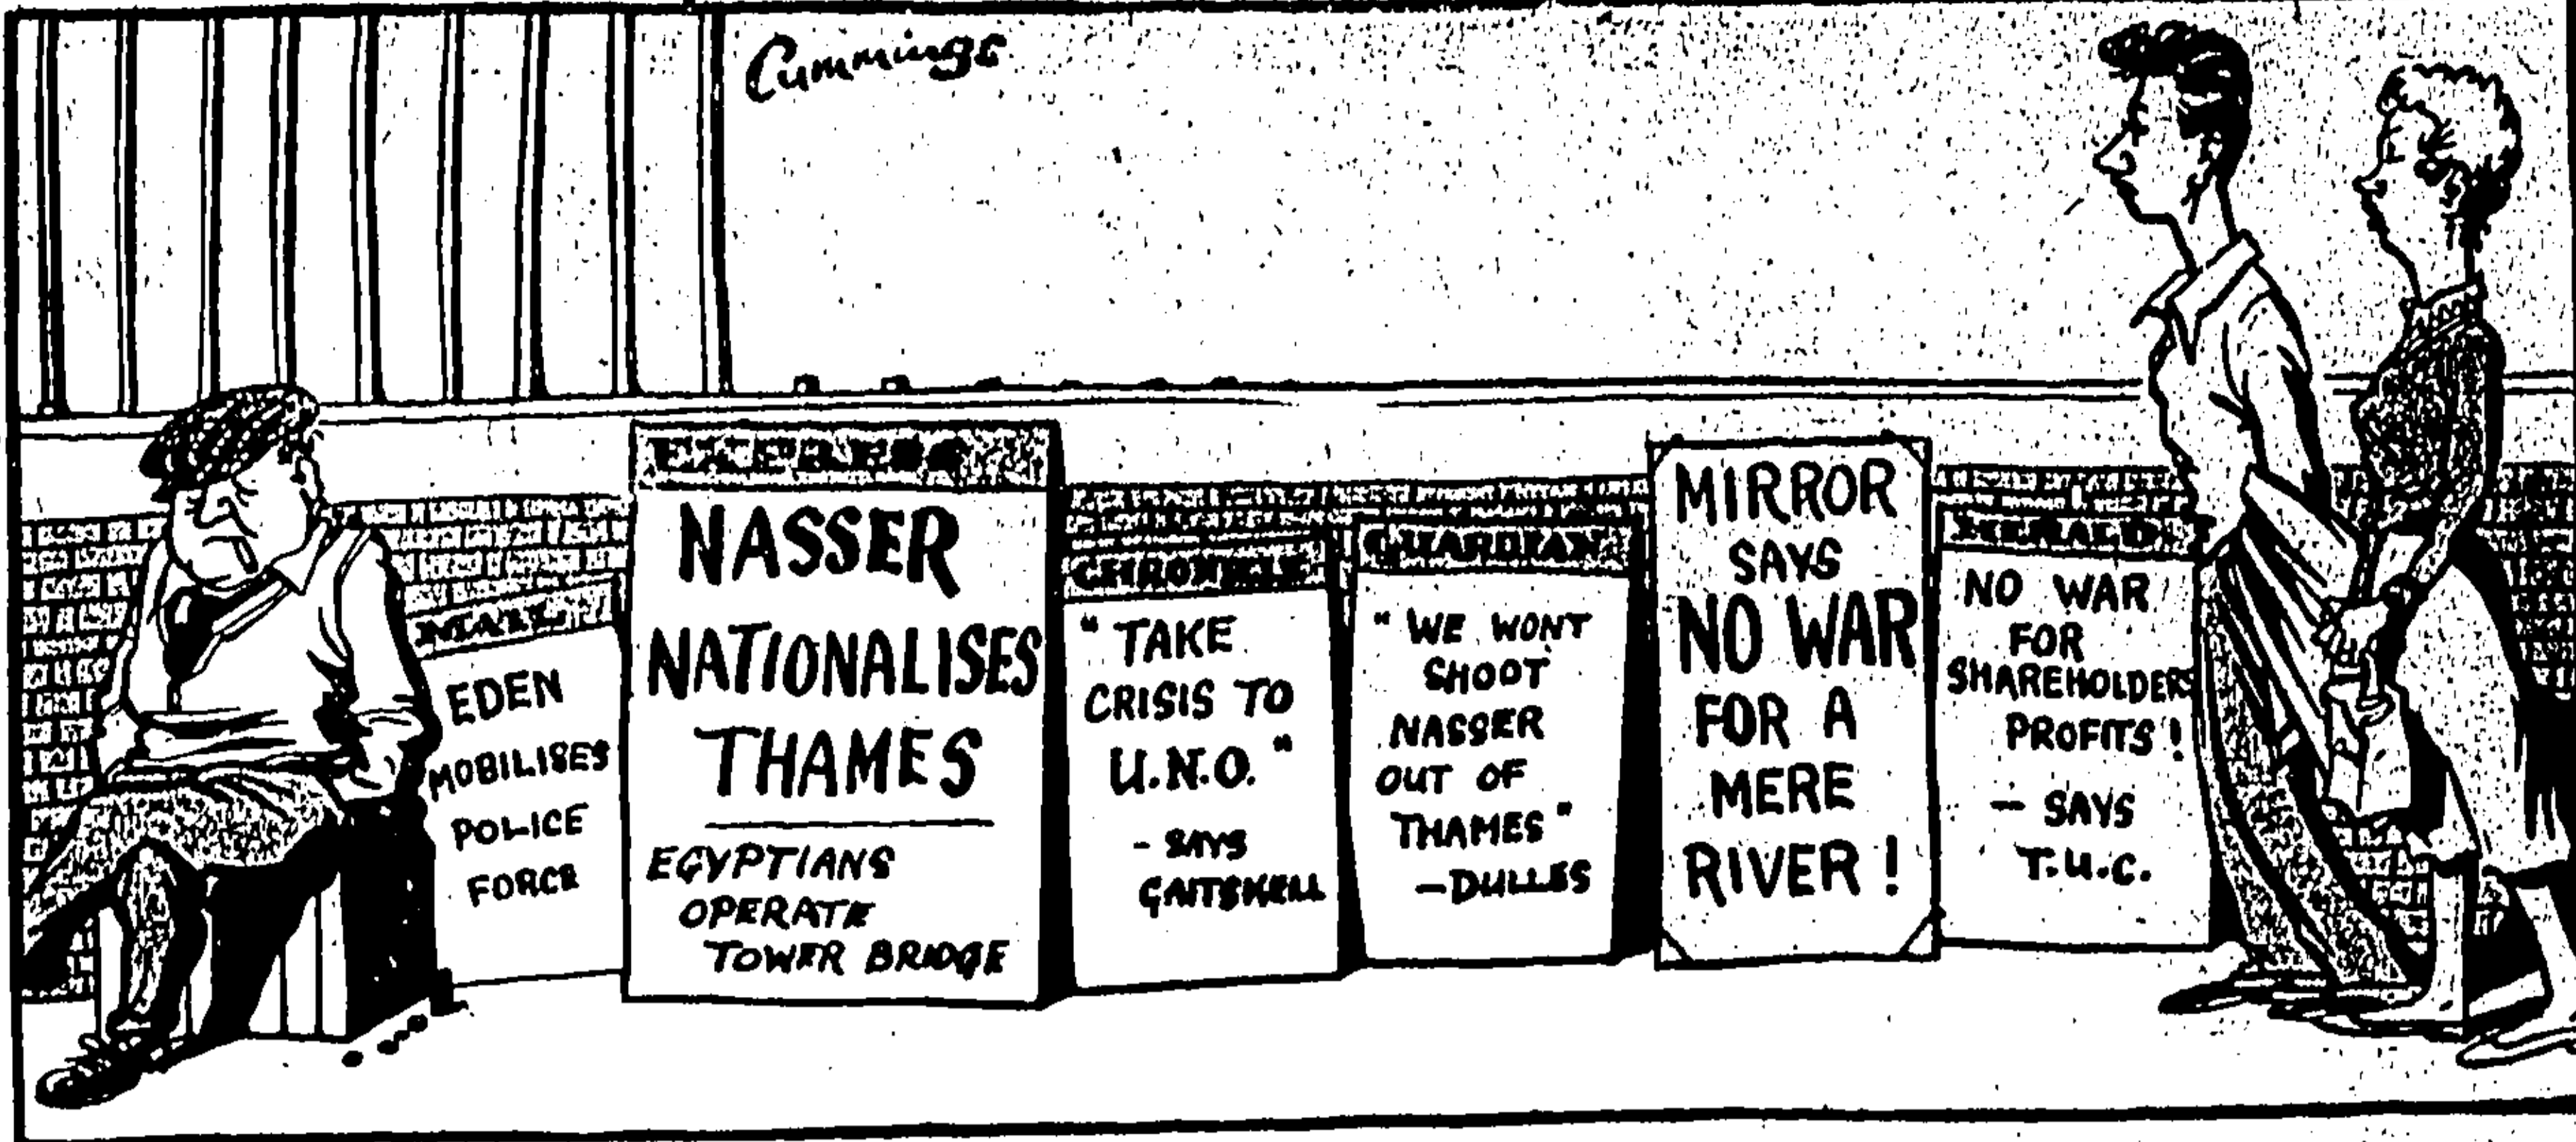 Cummings
MAIL
EDEN
MOBILISES
POLICE
FORCE
EXPRESS
NASSER
NATIONALISES
THAMES
EGYPTIANS
OPERATE
TOWER BRIDGE
CHRONICLE
"TAKE
CRISIS TO
U.N.O."
- SAYS
GAITSKELL
GUARDIAN
"WE WONT
SHOOT
NASSER
OUT OF
THAMES"
-DULLES
MIRROR
SAYS
NO WAR
FOR A
MERE
RIVER!
HERALD
NO WAR
FOR
SHAREHOLDERS
PROFITS!
- SAYS
T.U.C.